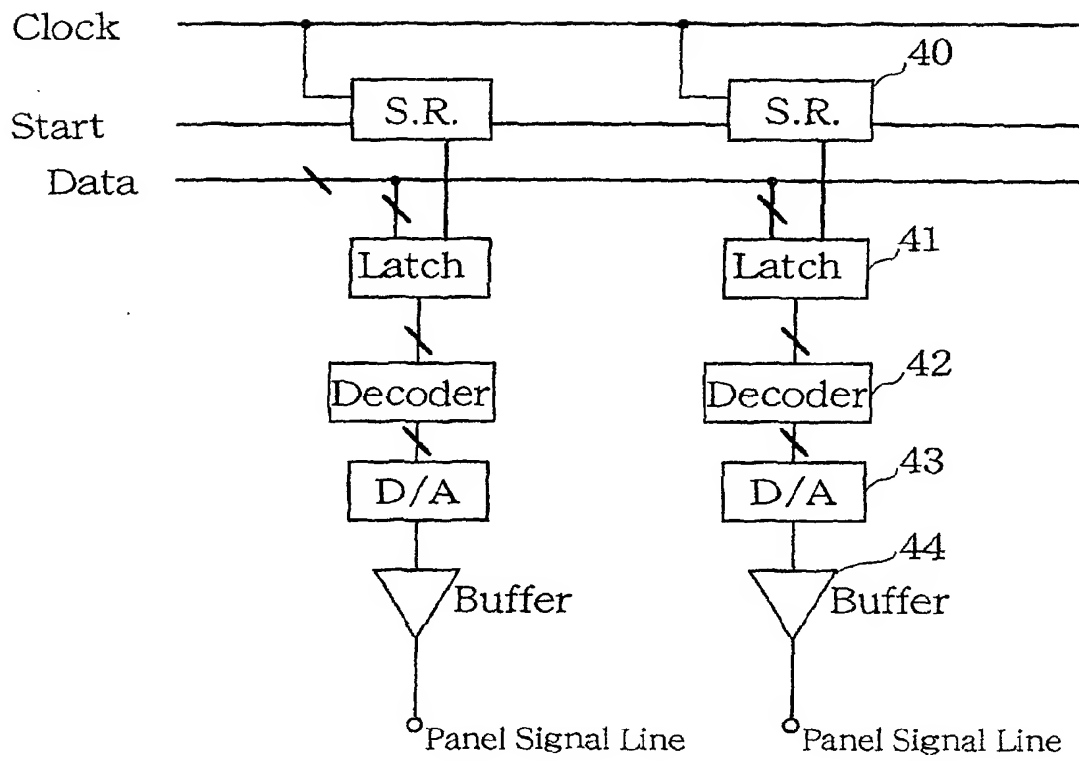 Clock
40
S.R. S.R.
Start
Data
41
Latch Latch
42
Decoder Decoder
43
D/A D/A
44
Buffer Buffer
Panel Signal Line Panel Signal Line